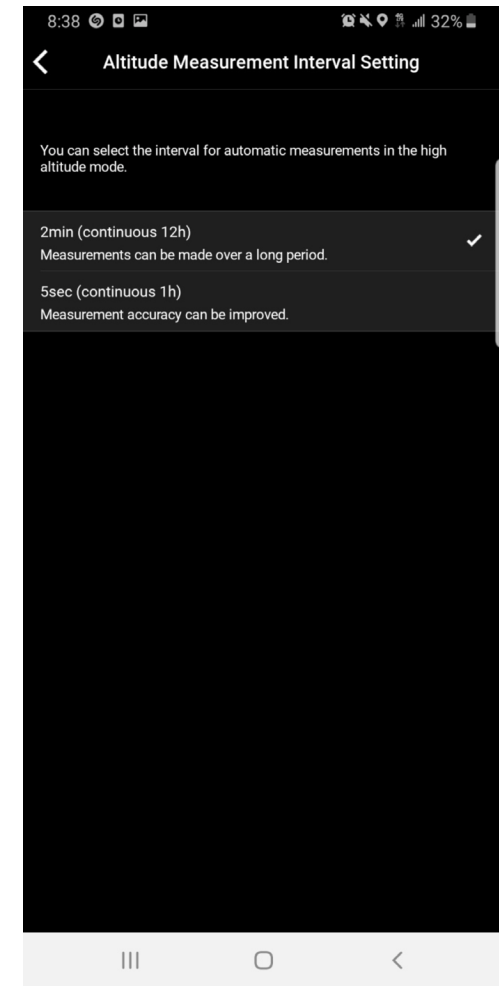 8:38 32%
Altitude Measurement Interval Setting
You can select the interval for automatic measurements in the high
altitude mode.
2min (continuous 12h)
Measurements can be made over a long period.
5sec (continuous 1h)
Measurement accuracy can be improved.